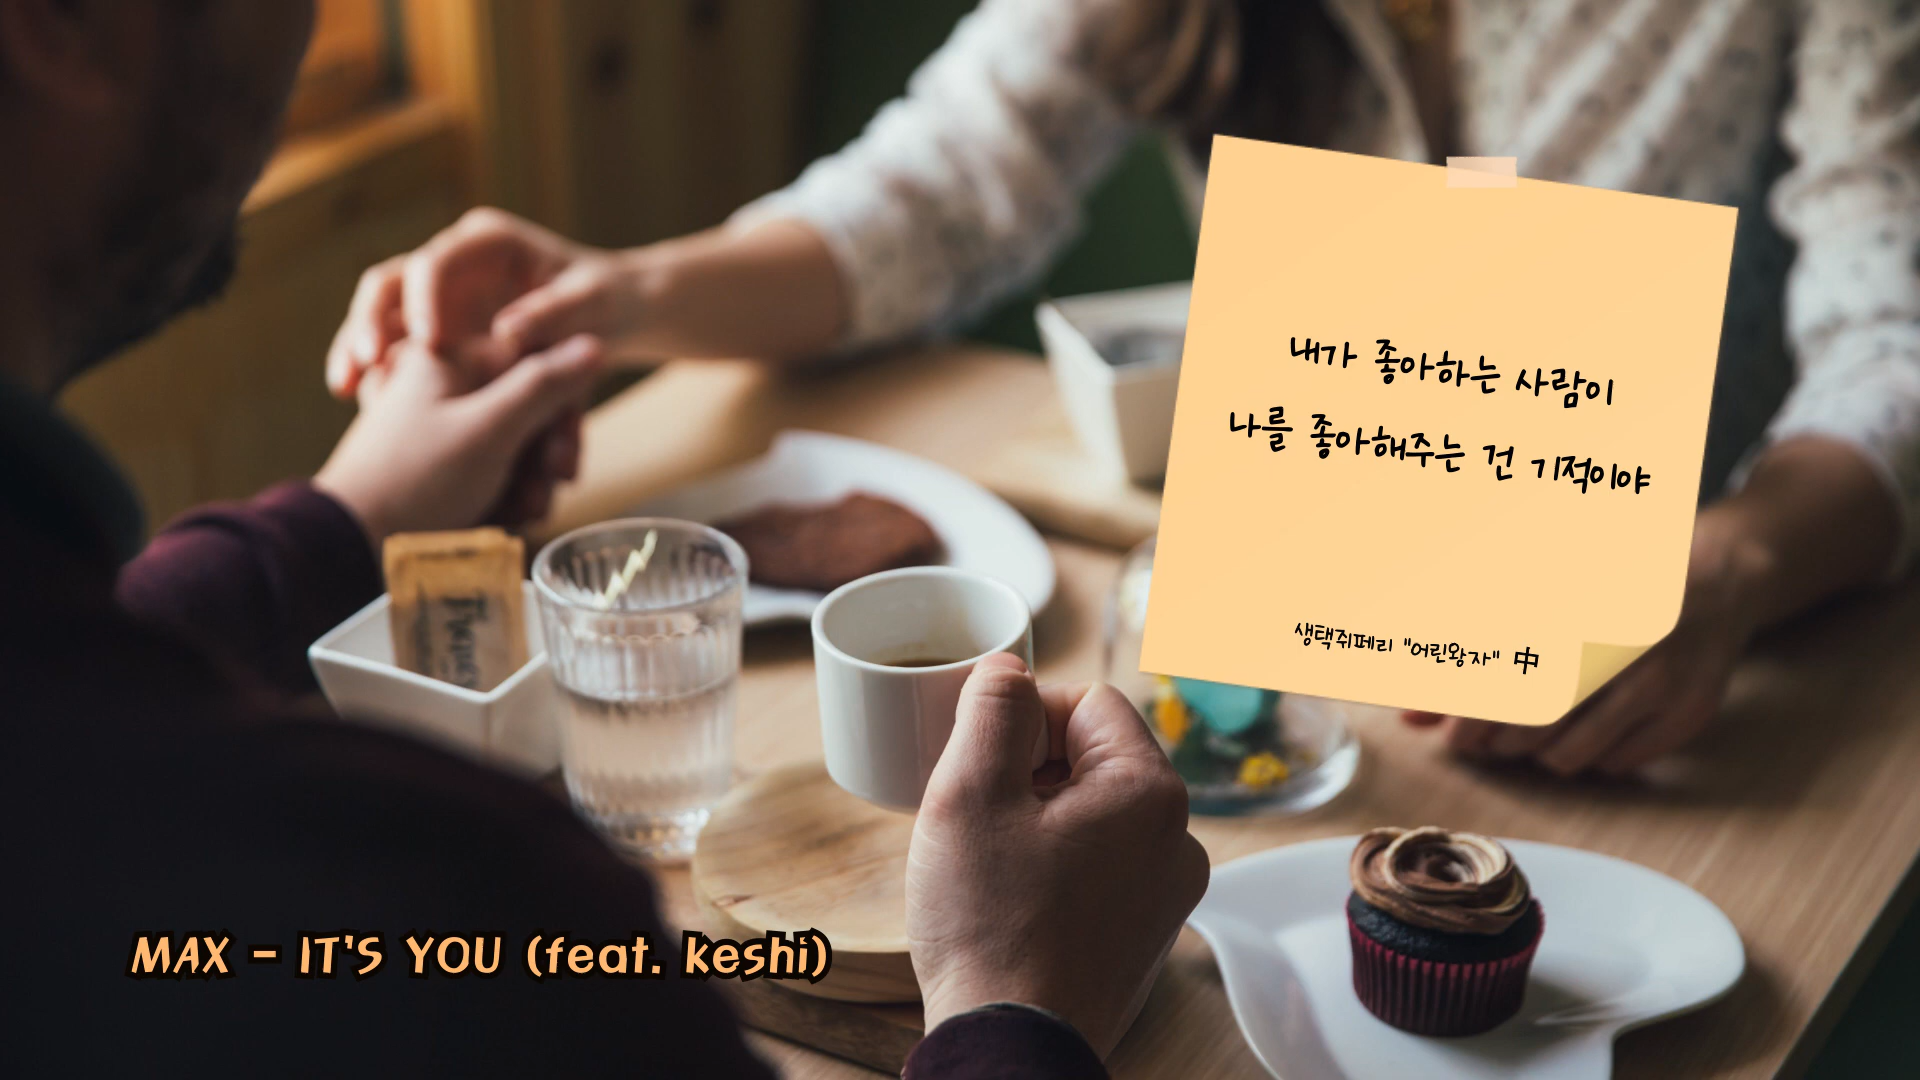 내가 좋아하는 사람이
나를 좋아해주는 건 기적이야
생택쥐페리 "어린왕자" 中
MAX - IT'S YOU (feat. keshi)